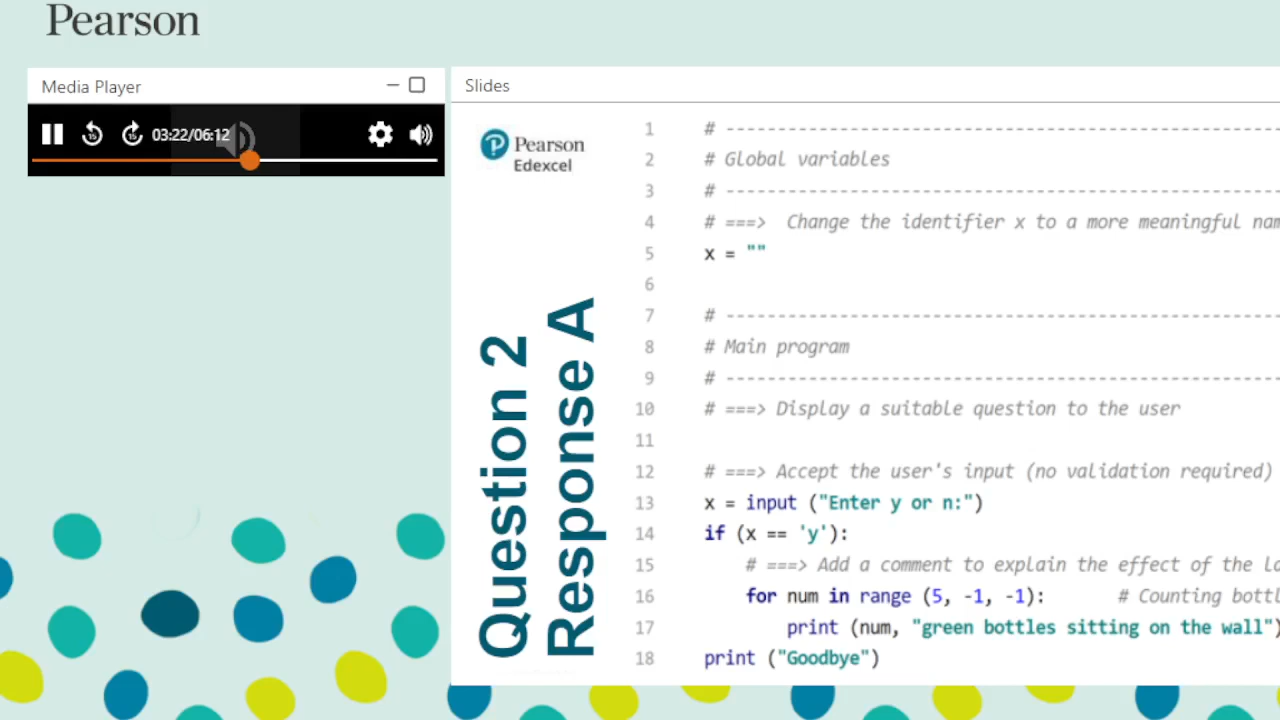 Pearson
Media Player
03:22/06:12
15
15
Slides
Pearson
Edexcel
Question 2
Response A
1 # ------------------------------------------------------
2 # Global variables
3 # ------------------------------------------------------
4 # ===> Change the identifier x to a more meaningful
5 x = ""
6
7 # ------------------------------------------------------
8 # Main program
9 # ------------------------------------------------------
10 # ===> Display a suitable question to the user
11
12 # ===> Accept the user's input (no validation required)
13 x = input ("Enter y or n:")
14 if (x == 'y'):
15 # ===> Add a comment to explain the effect of the
16 for num in range (5, -1, -1): # Counting
17 print (num, "green bottles sitting on the wall")
18 print ("Goodbye")